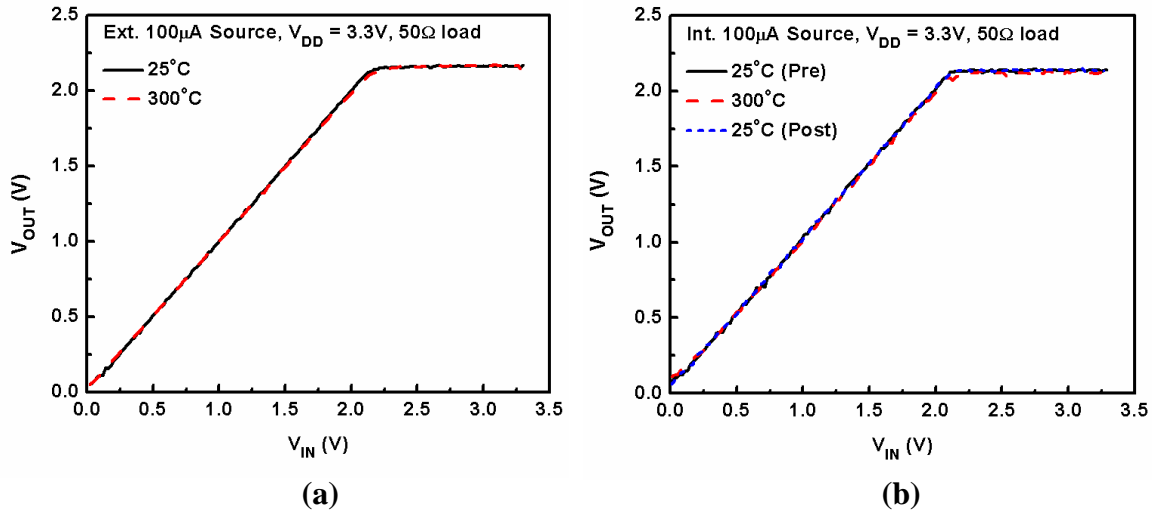 Ext. 100μA Source, VDD = 3.3V, 50Ω load
25°C
300°C
2.5
2.0
1.5
1.0
0.5
0.0
VOUT (V)
0.0 0.5 1.0 1.5 2.0 2.5 3.0 3.5
VIN (V)
(a)
Int. 100μA Source, VDD = 3.3V, 50Ω load
25°C (Pre)
300°C
25°C (Post)
2.5
2.0
1.5
1.0
0.5
0.0
VOUT (V)
0.0 0.5 1.0 1.5 2.0 2.5 3.0 3.5
VIN (V)
(b)